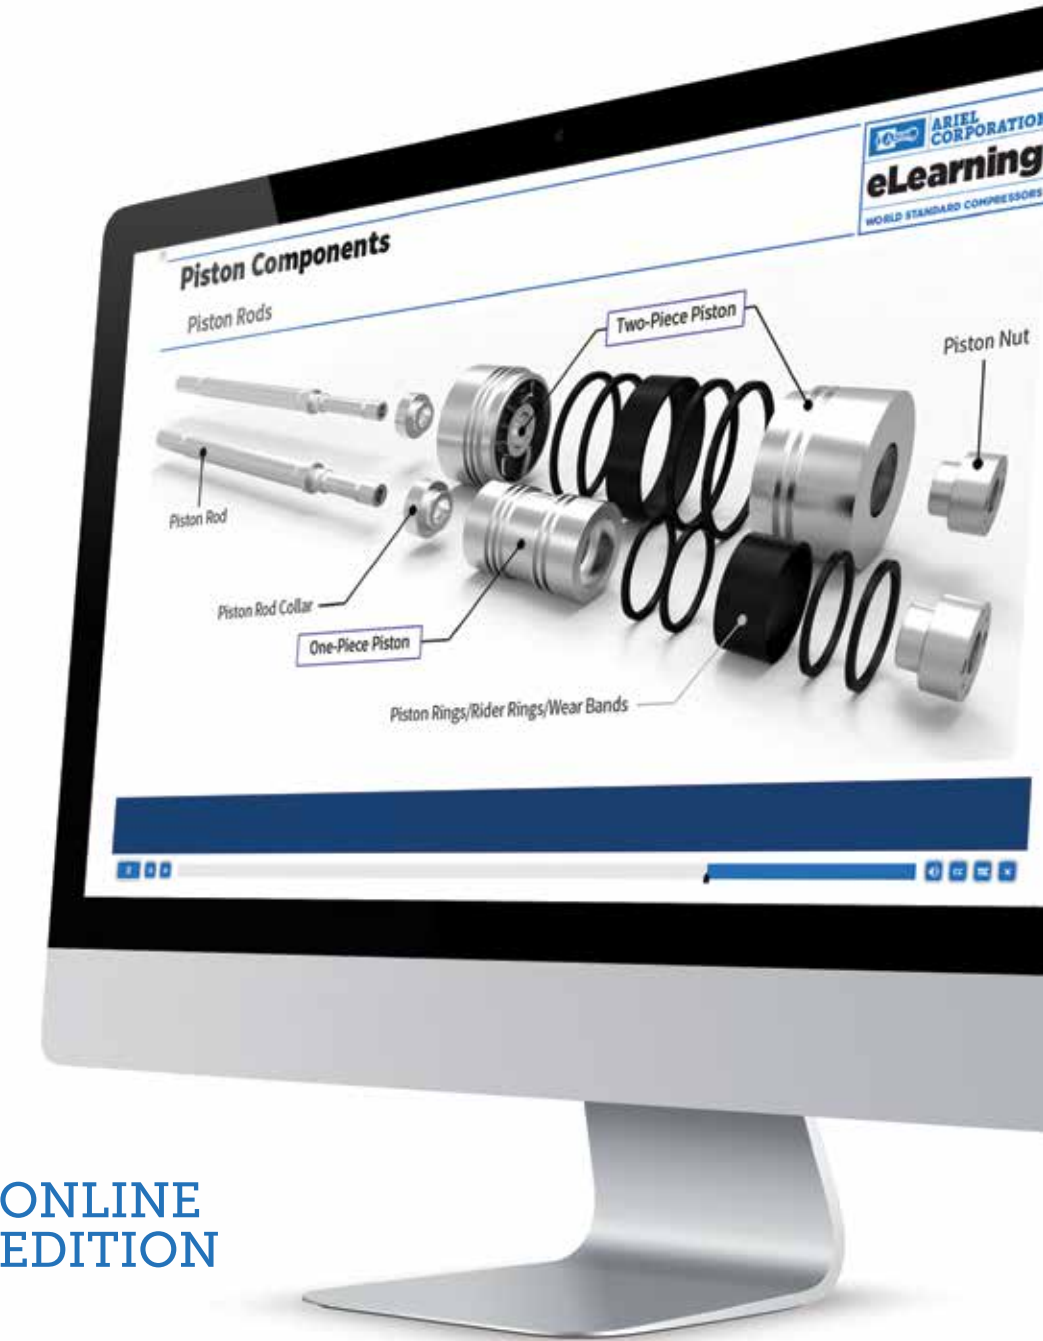 ARIEL
CORPORATION
eLearning
WORLD STANDARD COMPRESSORS
Piston Components
Piston Rods
Two-Piece Piston
Piston Nut
Piston Rod
Piston Rod Collar
One-Piece Piston
Piston Rings/Rider Rings/Wear Bands
CC
ONLINE
EDITION